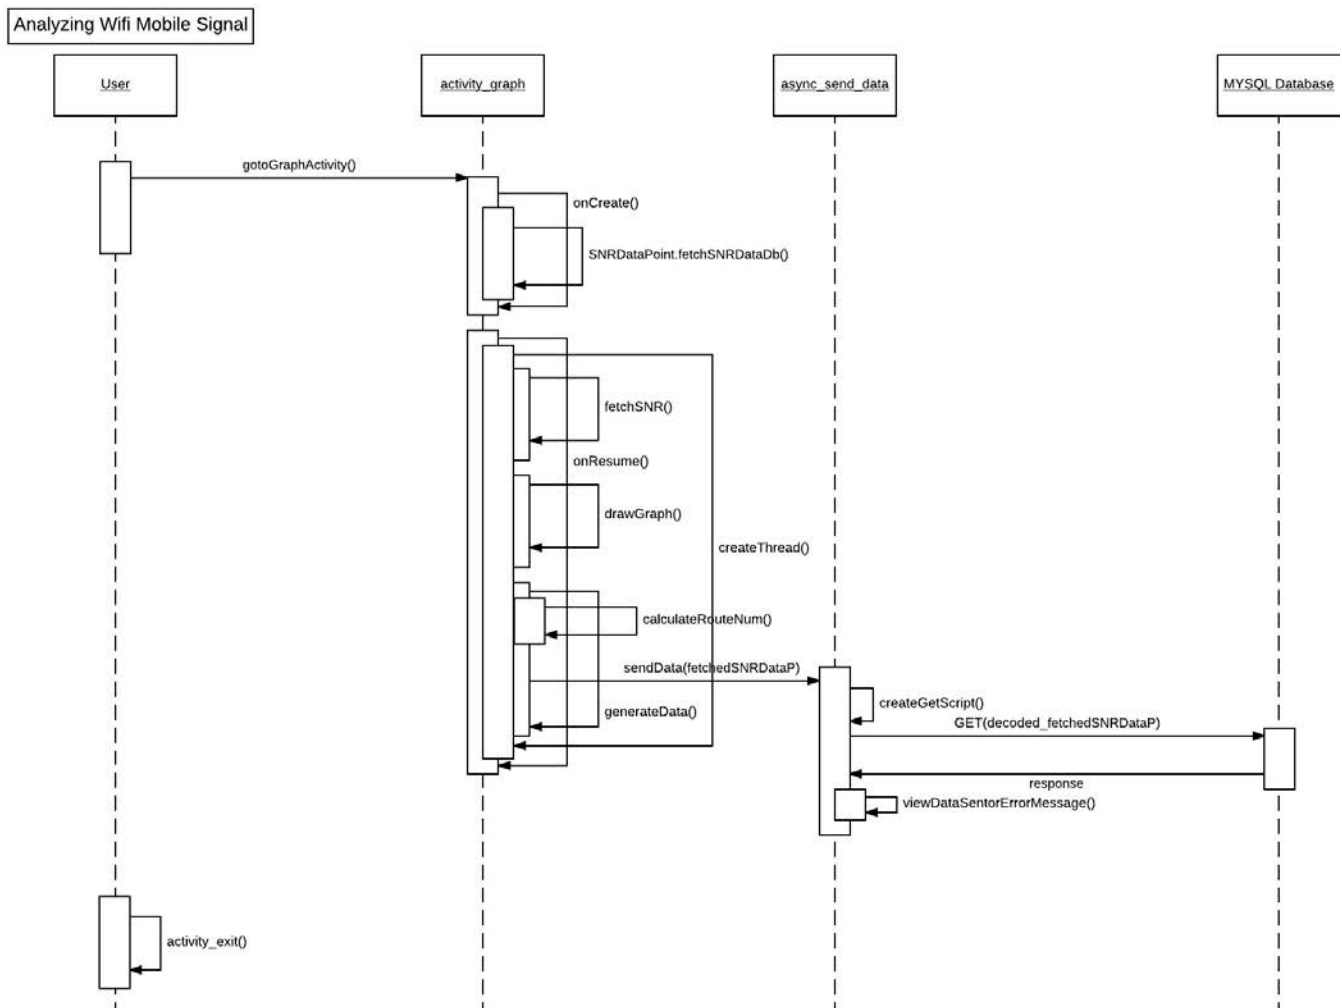 Analyzing Wifi Mobile Signal
User
activity_graph
async_send_data
MYSQL Database
gotoGraphActivity()
onCreate()
SNRDataPoint.fetchSNRDataDb()
fetchSNR()
onResume()
drawGraph()
createThread()
calculateRouteNum()
sendData(fetchedSNRDataP)
createGetScript()
generateData()
GET(decoded_fetchedSNRDataP)
response
viewDataSentorErrorMessage()
activity_exit()